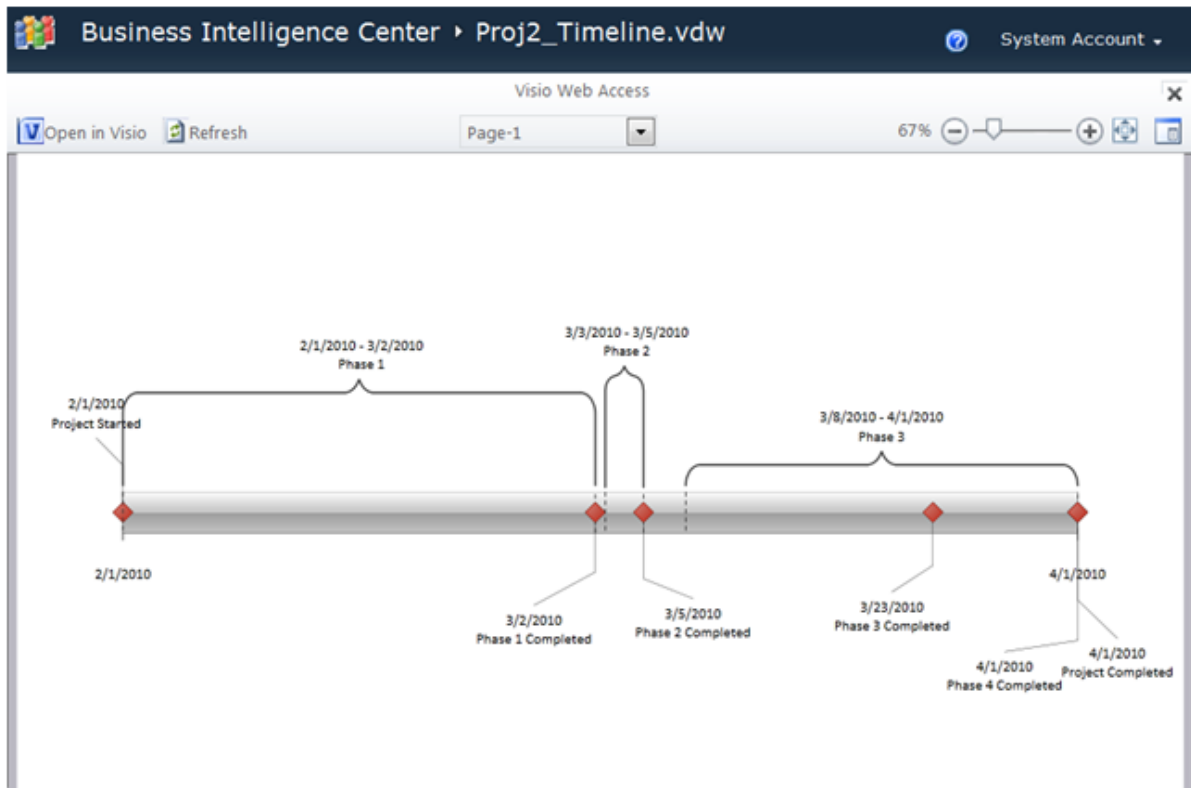 Business Intelligence Center ▸ Proj2_Timeline.vdw
System Account
Visio Web Access
Open in Visio
Refresh
Page-1
67%
3/3/2010 - 3/5/2010
Phase 2
2/1/2010 - 3/2/2010
Phase 1
2/1/2010
Project Started
3/8/2010 - 4/1/2010
Phase 3
2/1/2010
4/1/2010
3/2/2010
Phase 1 Completed
3/5/2010
Phase 2 Completed
3/23/2010
Phase 3 Completed
4/1/2010
Phase 4 Completed
4/1/2010
Project Completed